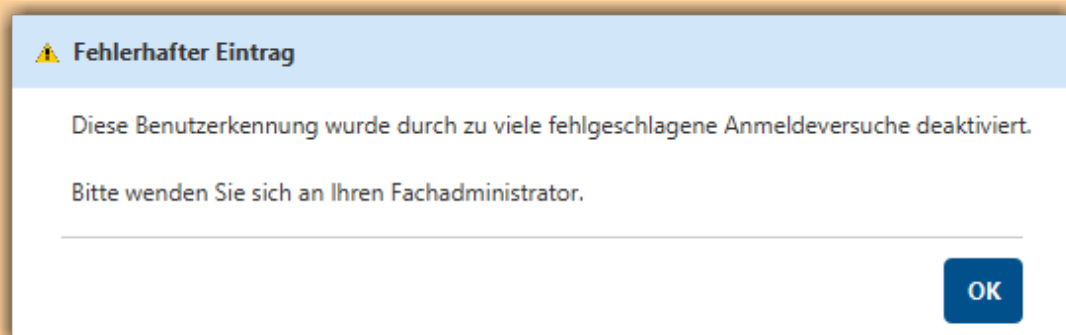 Fehlerhafter Eintrag
Diese Benutzerkennung wurde durch zu viele fehlgeschlagene Anmeldeversuche deaktiviert.
Bitte wenden Sie sich an Ihren Fachadministrator.
OK